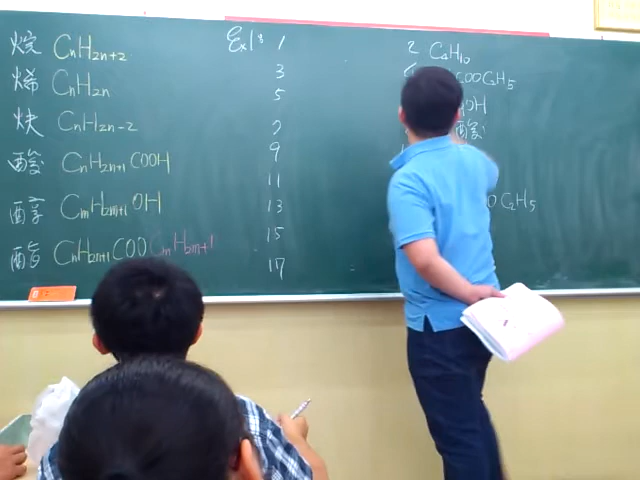 烷 CnH2n+2
烯 CnH2n
炔 CnH2n-2
酸 CnH2n+1COOH
醇 CmH2m+1OH
酯 CnH2n+1COOCmH2m+1
Ex1: 1
3
5
7
9
11
13
15
17
2 C4H10
OH
酸
C2H5